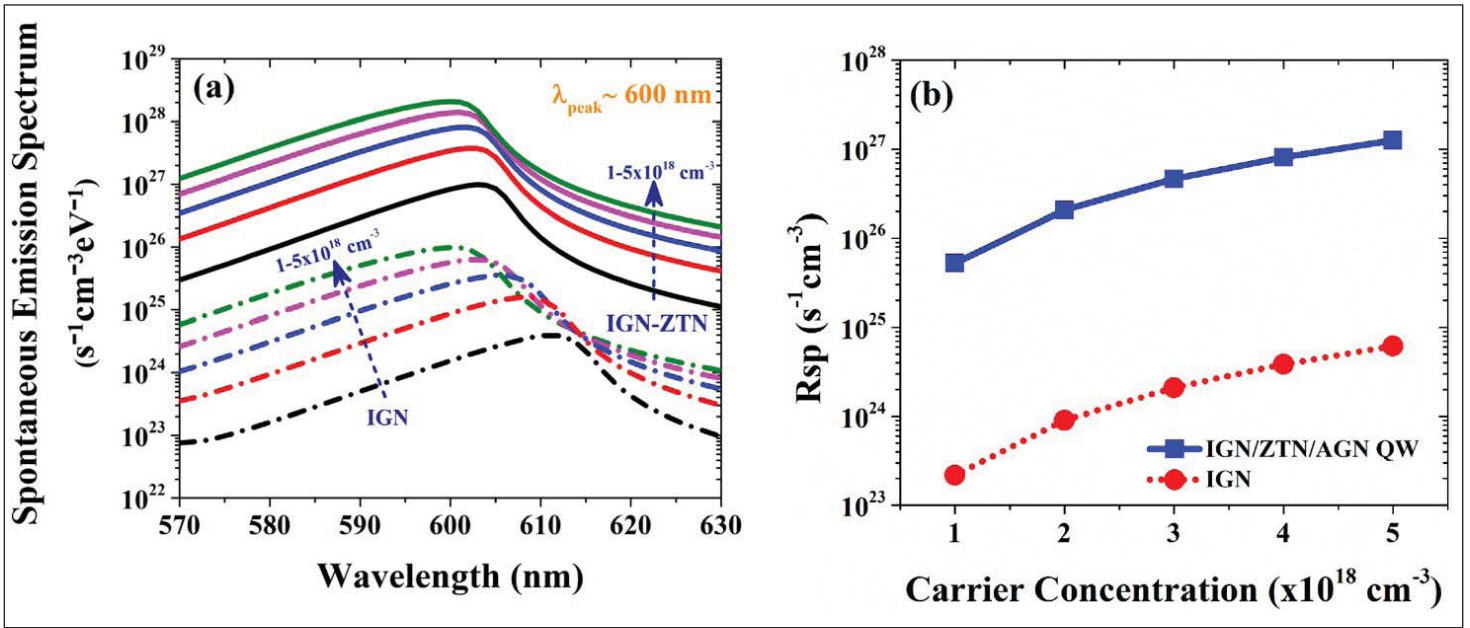 Spontaneous Emission Spectrum
(s⁻¹cm⁻³eV⁻¹)
10²⁹
10²⁸
10²⁷
10²⁶
10²⁵
10²⁴
10²³
10²²
(a)
λpeak~ 600 nm
1-5x10¹⁸ cm⁻³
IGN-ZTN
1-5x10¹⁸ cm⁻³
IGN
570 580 590 600 610 620 630
Wavelength (nm)
Rsp (s⁻¹cm⁻³)
10²⁸
10²⁷
10²⁶
10²⁵
10²⁴
10²³
(b)
IGN/ZTN/AGN QW
IGN
1 2 3 4 5
Carrier Concentration (x10¹⁸ cm⁻³)